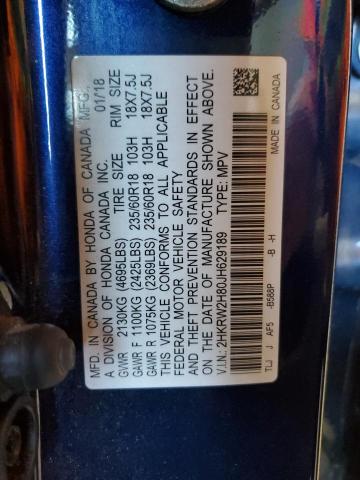 MFD. IN CANADA BY HONDA OF CANADA MFG.,
A DIVISION OF HONDA CANADA INC. 01/18
GVWR 2130KG (4695LBS) TIRE SIZE RIM SIZE
GAWR F 1100KG (2425LBS) 235/60R18 103H 18X7.5J
GAWR R 1075KG (2369LBS) 235/60R18 103H 18X7.5J
THIS VEHICLE CONFORMS TO ALL APPLICABLE
FEDERAL MOTOR VEHICLE SAFETY
AND THEFT PREVENTION STANDARDS IN EFFECT
ON THE DATE OF MANUFACTURE SHOWN ABOVE.
V.I.N.: 2HKRW2H80JH629189 TYPE: MPV
TLJ J AF5 -B588P -B -H MADE IN CANADA